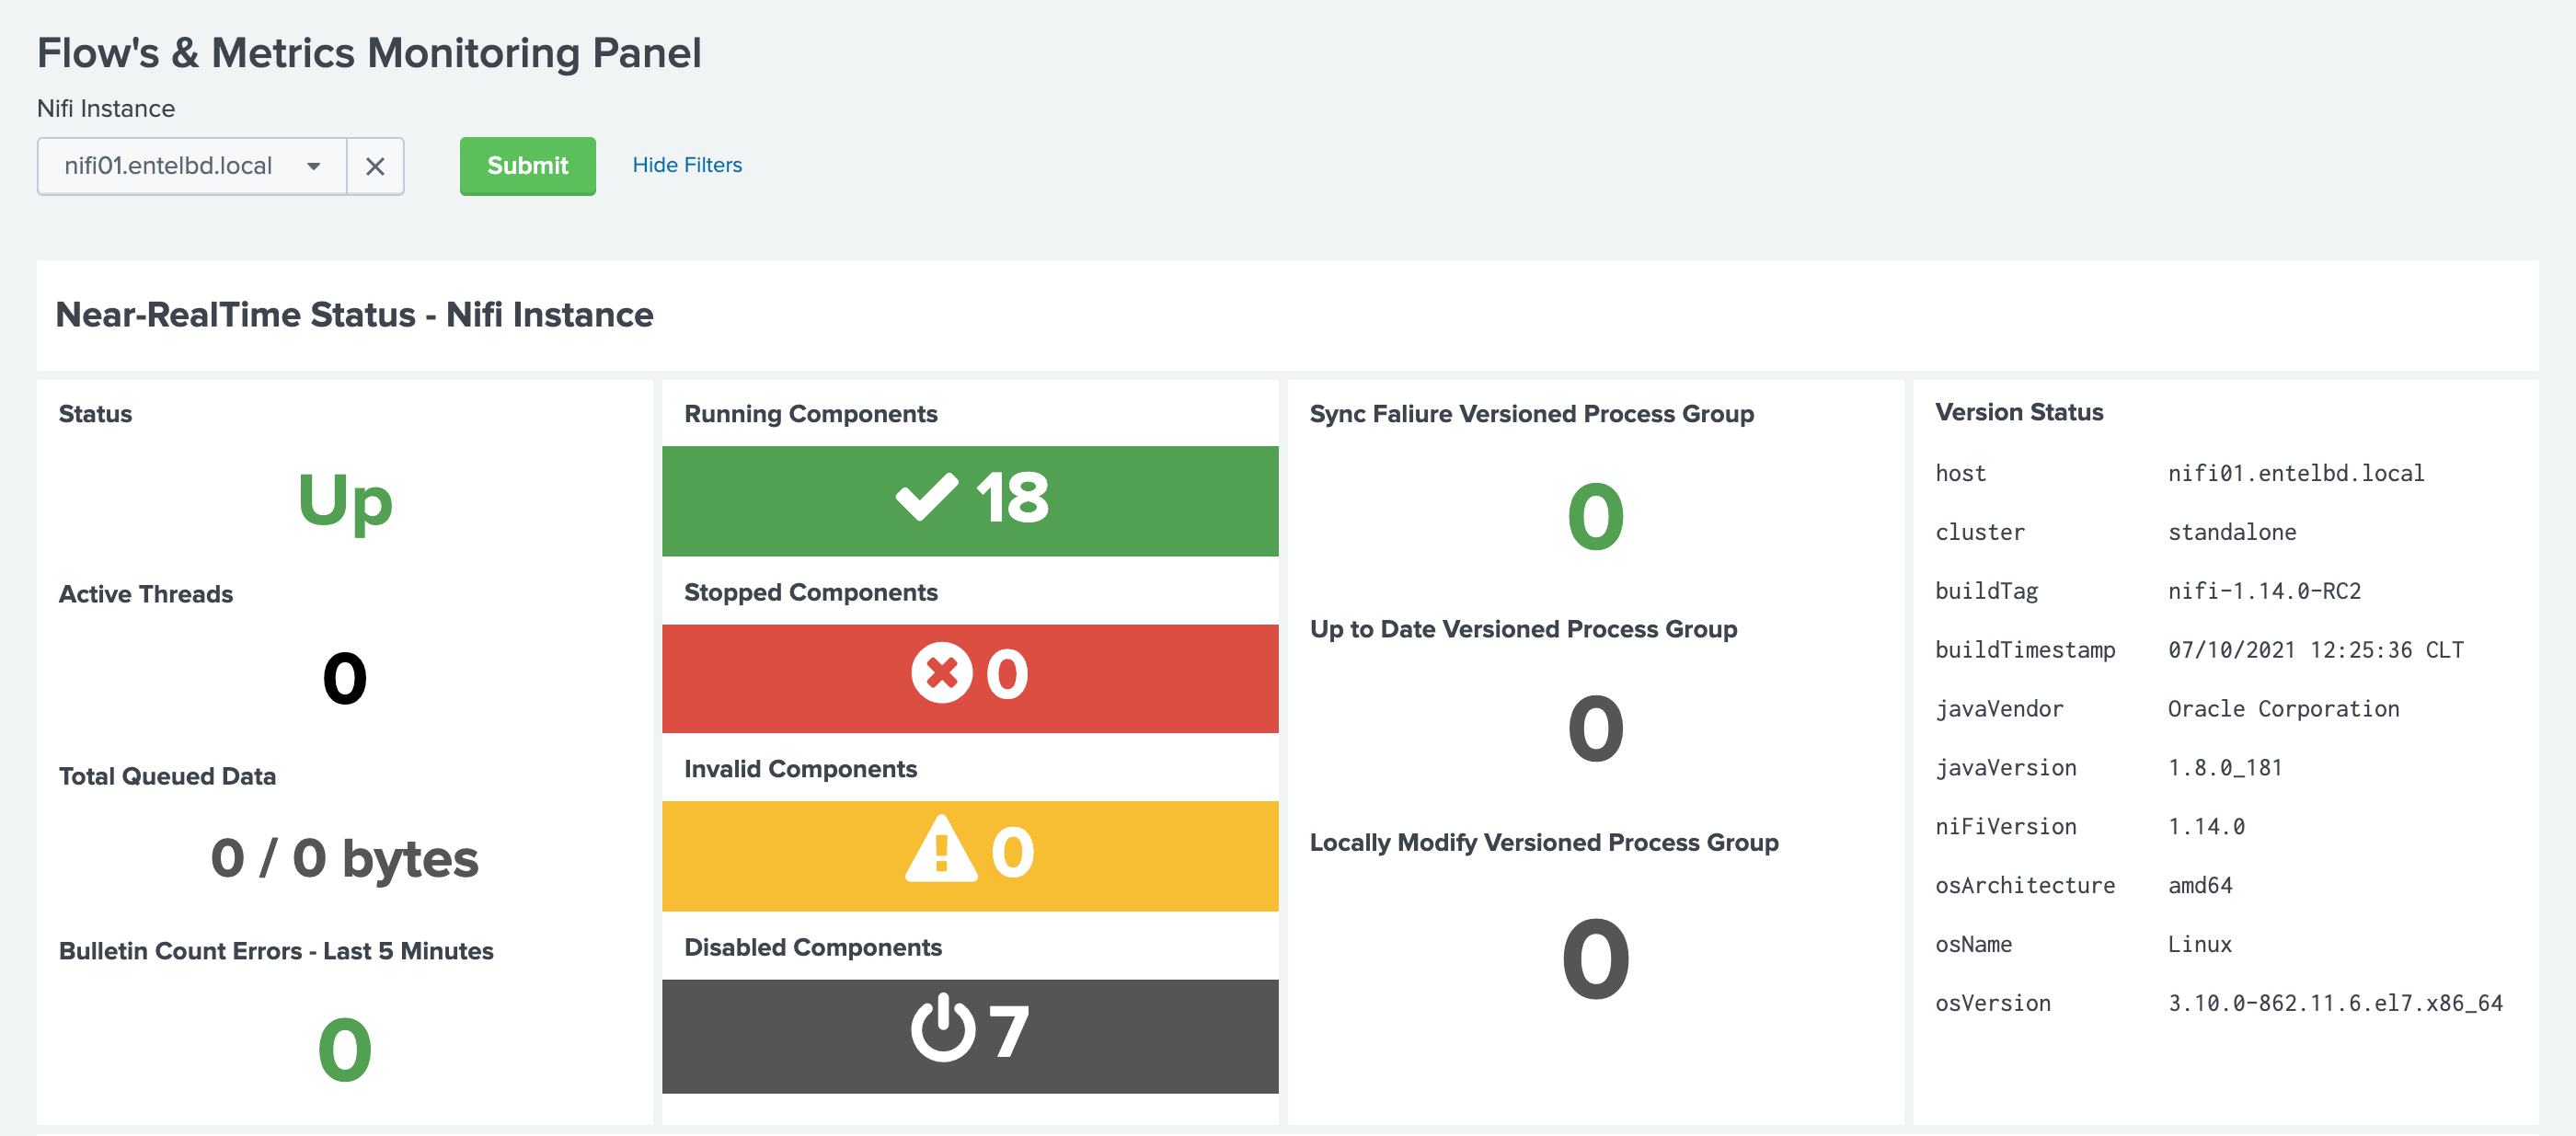 Flow's & Metrics Monitoring Panel
Nifi Instance
nifi01.entelbd.local
Submit
Hide Filters
Near-RealTime Status - Nifi Instance
Status
Up
Active Threads
0
Total Queued Data
0 / 0 bytes
Bulletin Count Errors - Last 5 Minutes
0
Running Components
18
Stopped Components
0
Invalid Components
0
Disabled Components
7
Sync Faliure Versioned Process Group
0
Up to Date Versioned Process Group
0
Locally Modify Versioned Process Group
0
Version Status
host nifi01.entelbd.local
cluster standalone
buildTag nifi-1.14.0-RC2
buildTimestamp 07/10/2021 12:25:36 CLT
javaVendor Oracle Corporation
javaVersion 1.8.0_181
niFiVersion 1.14.0
osArchitecture amd64
osName Linux
osVersion 3.10.0-862.11.6.el7.x86_64